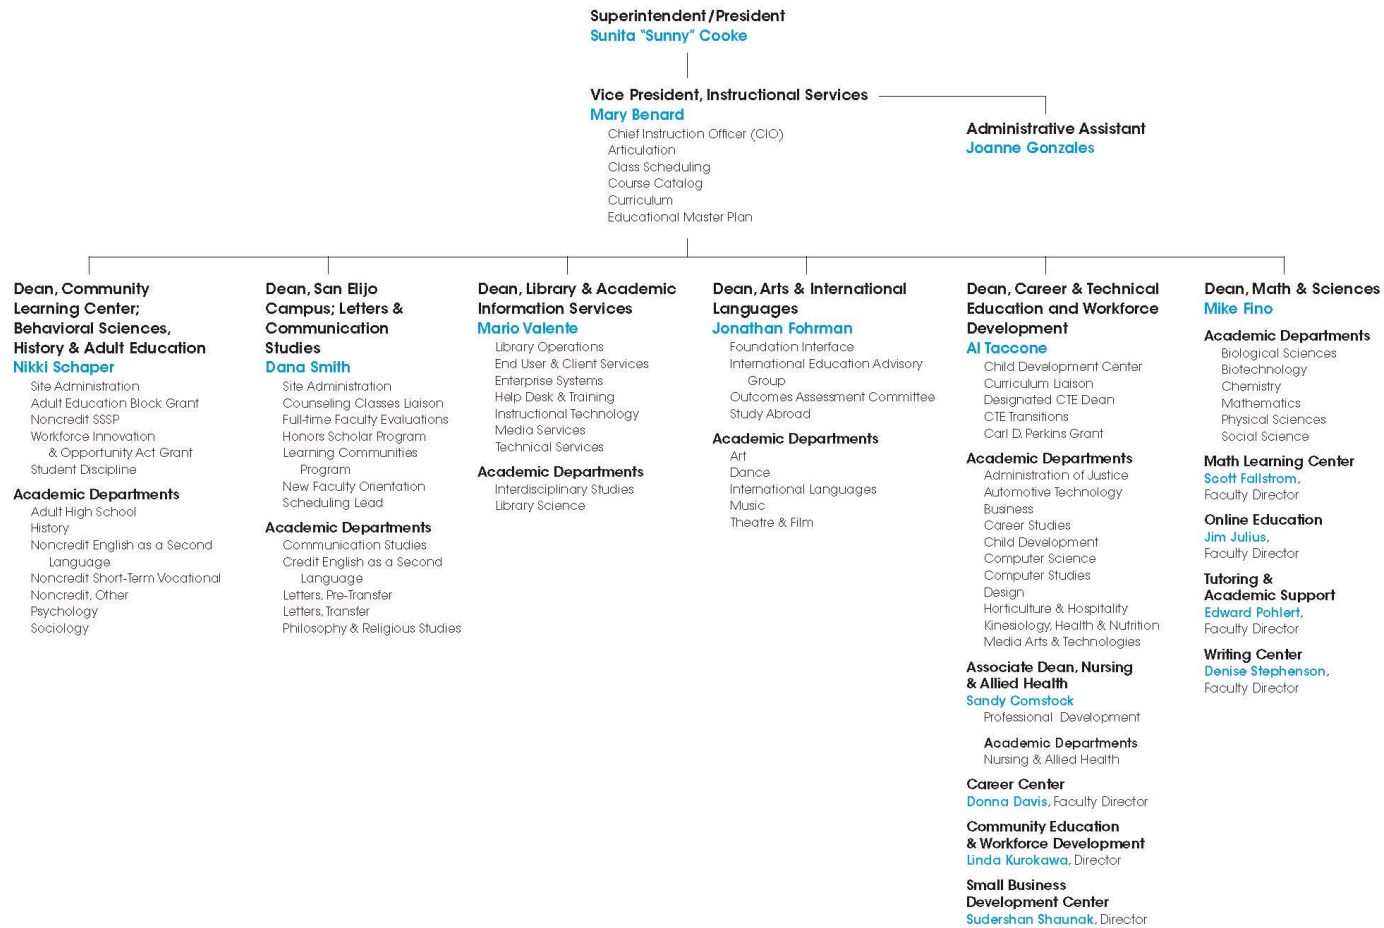 Superintendent/President
Sunita "Sunny" Cooke
Vice President, Instructional Services
Mary Benard
Chief Instruction Officer (CIO)
Articulation
Class Scheduling
Course Catalog
Curriculum
Educational Master Plan
Administrative Assistant
Joanne Gonzales
Dean, Community
Learning Center;
Behavioral Sciences,
History & Adult Education
Nikki Schaper
Site Administration
Adult Education Block Grant
Noncredit SSSP
Workforce Innovation
& Opportunity Act Grant
Student Discipline
Academic Departments
Adult High School
History
Noncredit English as a Second
Language
Noncredit Short-Term Vocational
Noncredit, Other
Psychology
Sociology
Dean, San Elijo
Campus; Letters &
Communication
Studies
Dana Smith
Site Administration
Counseling Classes Liaison
Full-time Faculty Evaluations
Honors Scholar Program
Learning Communities
Program
New Faculty Orientation
Scheduling Lead
Academic Departments
Communication Studies
Credit English as a Second
Language
Letters, Pre-Transfer
Letters, Transfer
Philosophy & Religious Studies
Dean, Library & Academic
Information Services
Mario Valente
Library Operations
End User & Client Services
Enterprise Systems
Help Desk & Training
Instructional Technology
Media Services
Technical Services
Academic Departments
Interdisciplinary Studies
Library Science
Dean, Arts & International
Languages
Jonathan Fohrman
Foundation Interface
International Education Advisory
Group
Outcomes Assessment Committee
Study Abroad
Academic Departments
Art
Dance
International Languages
Music
Theatre & Film
Dean, Career & Technical
Education and Workforce
Development
Al Taccone
Child Development Center
Curriculum Liaison
Designated CTE Dean
CTE Transitions
Carl D. Perkins Grant
Academic Departments
Administration of Justice
Automotive Technology
Business
Career Studies
Child Development
Computer Science
Computer Studies
Design
Horticulture & Hospitality
Kinesiology, Health & Nutrition
Media Arts & Technologies
Associate Dean, Nursing
& Allied Health
Sandy Comstock
Professional Development
Academic Departments
Nursing & Allied Health
Career Center
Donna Davis, Faculty Director
Community Education
& Workforce Development
Linda Kurokawa, Director
Small Business
Development Center
Sudershan Shaunak, Director
Dean, Math & Sciences
Mike Fino
Academic Departments
Biological Sciences
Biotechnology
Chemistry
Mathematics
Physical Sciences
Social Science
Math Learning Center
Scott Fallstrom,
Faculty Director
Online Education
Jim Julius,
Faculty Director
Tutoring &
Academic Support
Edward Pohlert,
Faculty Director
Writing Center
Denise Stephenson,
Faculty Director